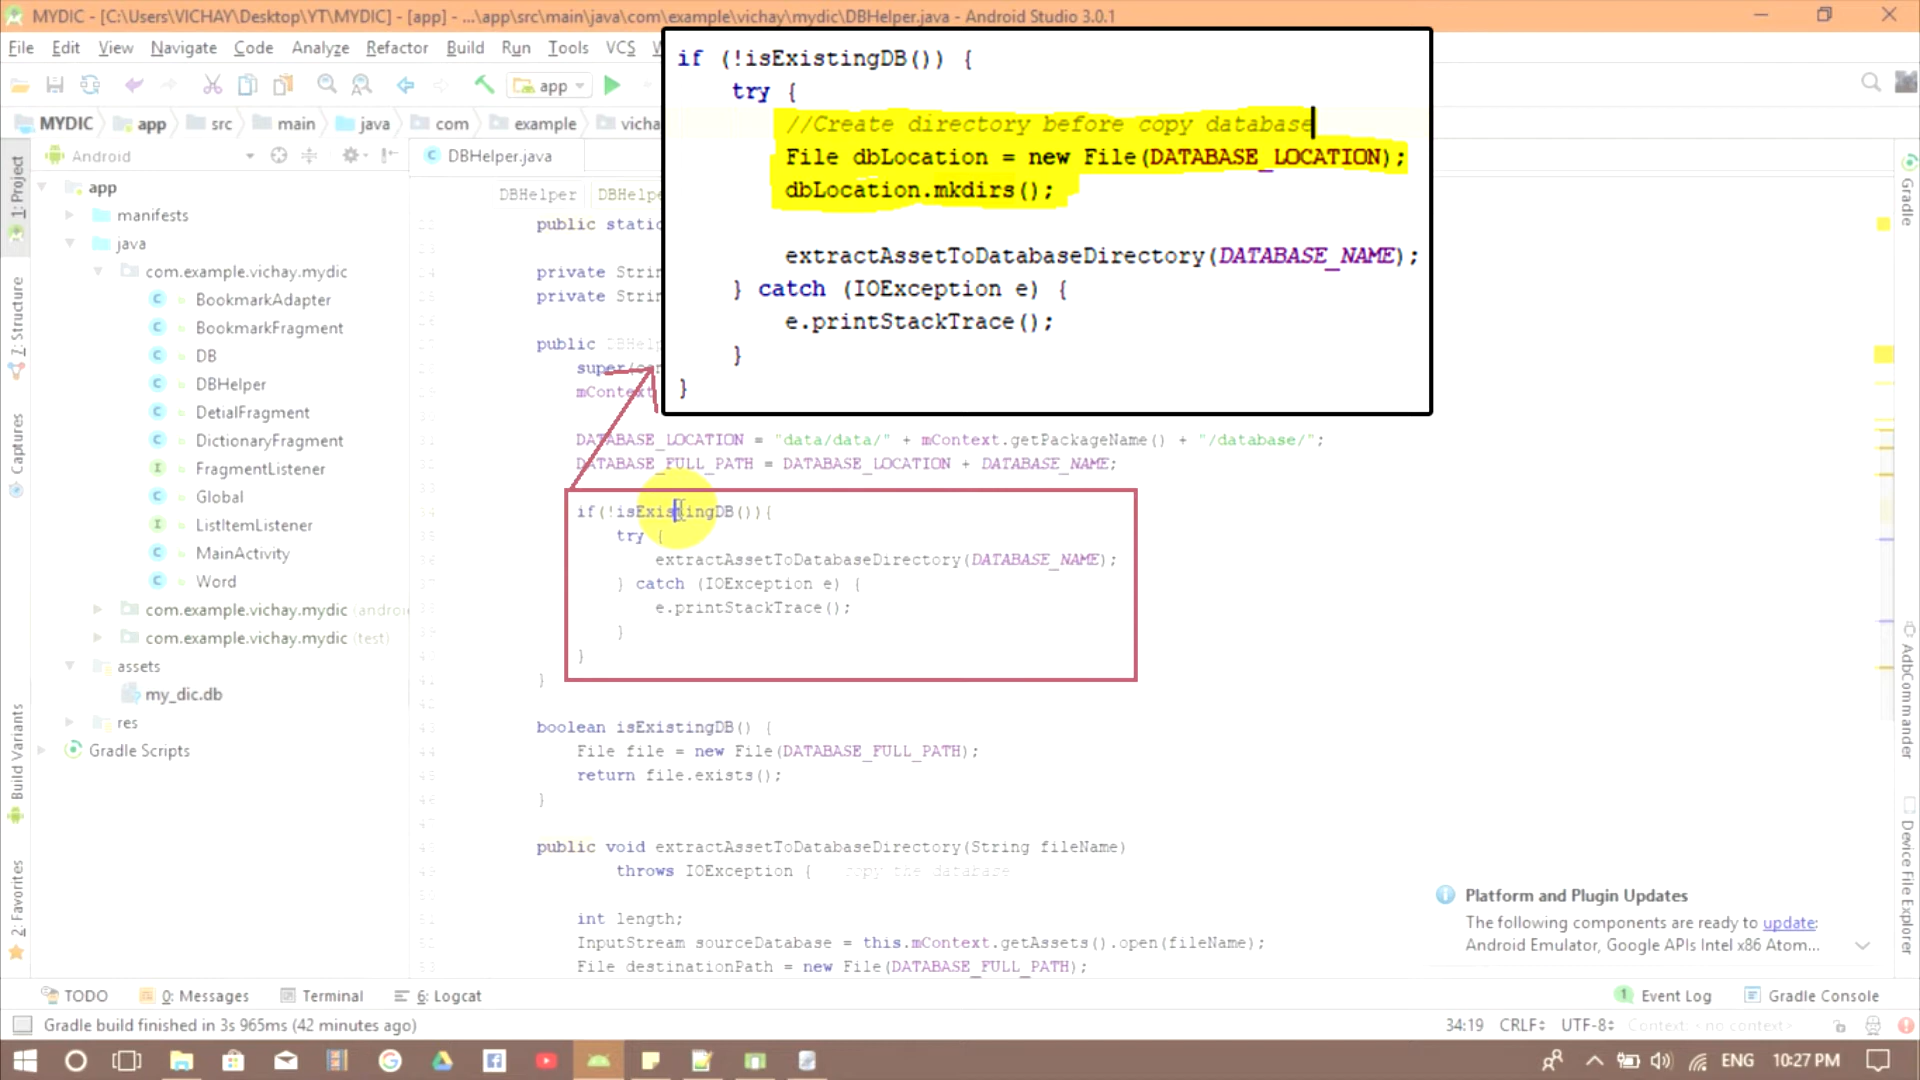 MYDIC - [C:\Users\VICHAY\Desktop\YT\MYDIC] - [app] - ...\app\src\main\java\com\example\vichay\mydic\DBHelper.java - Android Studio 3.0.1
File Edit View Navigate Code Analyze Refactor Build Run Tools VCS
app
MYDIC app src main java com example
Android
DBHelper.java
DBHelper
1: Project
7: Structure
Captures
Build Variants
2: Favorites
app
manifests
java
com.example.vichay.mydic
BookmarkAdapter
BookmarkFragment
DB
DBHelper
DetialFragment
DictionaryFragment
FragmentListener
Global
ListItemListener
MainActivity
Word
com.example.vichay.mydic
com.example.vichay.mydic (test)
assets
my_dic.db
res
Gradle Scripts
if (!isExistingDB()) {
try {
//Create directory before copy database
File dbLocation = new File(DATABASE_LOCATION);
dbLocation.mkdirs();
extractAssetToDatabaseDirectory(DATABASE_NAME);
} catch (IOException e) {
e.printStackTrace();
}
}
public
private
private
public
mContext
DATABASE_LOCATION = "data/data/" + mContext.getPackageName() + "/database/";
DATABASE_FULL_PATH = DATABASE_LOCATION + DATABASE_NAME;
if(!isExistingDB()){
try {
extractAssetToDatabaseDirectory(DATABASE_NAME);
} catch (IOException e) {
e.printStackTrace();
}
}
}
boolean isExistingDB() {
File file = new File(DATABASE_FULL_PATH);
return file.exists();
}
public void extractAssetToDatabaseDirectory(String fileName)
throws IOException { copy the database
int length;
InputStream sourceDatabase = this.mContext.getAssets().open(fileName);
File destinationPath = new File(DATABASE_FULL_PATH);
Gradle
AdbCommander
Device File Explorer
Platform and Plugin Updates
The following components are ready to update:
Android Emulator, Google APIs Intel x86 Atom...
TODO 0: Messages Terminal 6: Logcat
1 Event Log Gradle Console
Gradle build finished in 3s 965ms (42 minutes ago)
34:19 CRLF UTF-8 Context: <no context>
ENG 10:27 PM